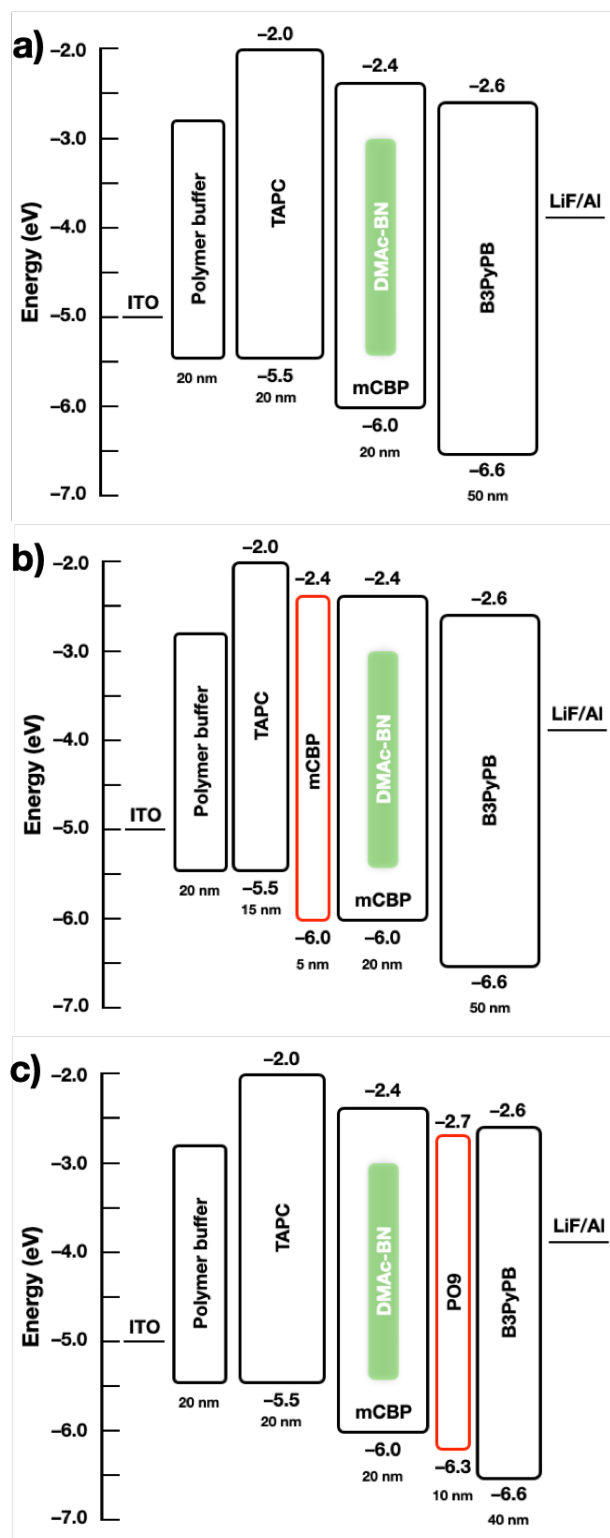 a)
Energy (eV)
–2.0
–3.0
–4.0
–5.0
–6.0
–7.0
ITO
Polymer buffer
20 nm
–2.0
TAPC
–5.5
20 nm
–2.4
DMAc-BN
mCBP
–6.0
20 nm
–2.6
B3PyPB
–6.6
50 nm
LiF/Al
b)
Energy (eV)
–2.0
–3.0
–4.0
–5.0
–6.0
–7.0
ITO
Polymer buffer
20 nm
–2.0
TAPC
–5.5
15 nm
–2.4
mCBP
–6.0
5 nm
–2.4
DMAc-BN
mCBP
–6.0
20 nm
–2.6
B3PyPB
–6.6
50 nm
LiF/Al
c)
Energy (eV)
–2.0
–3.0
–4.0
–5.0
–6.0
–7.0
ITO
Polymer buffer
20 nm
–2.0
TAPC
–5.5
20 nm
–2.4
DMAc-BN
mCBP
–6.0
20 nm
–2.7
PO9
–6.3
10 nm
–2.6
B3PyPB
–6.6
40 nm
LiF/Al